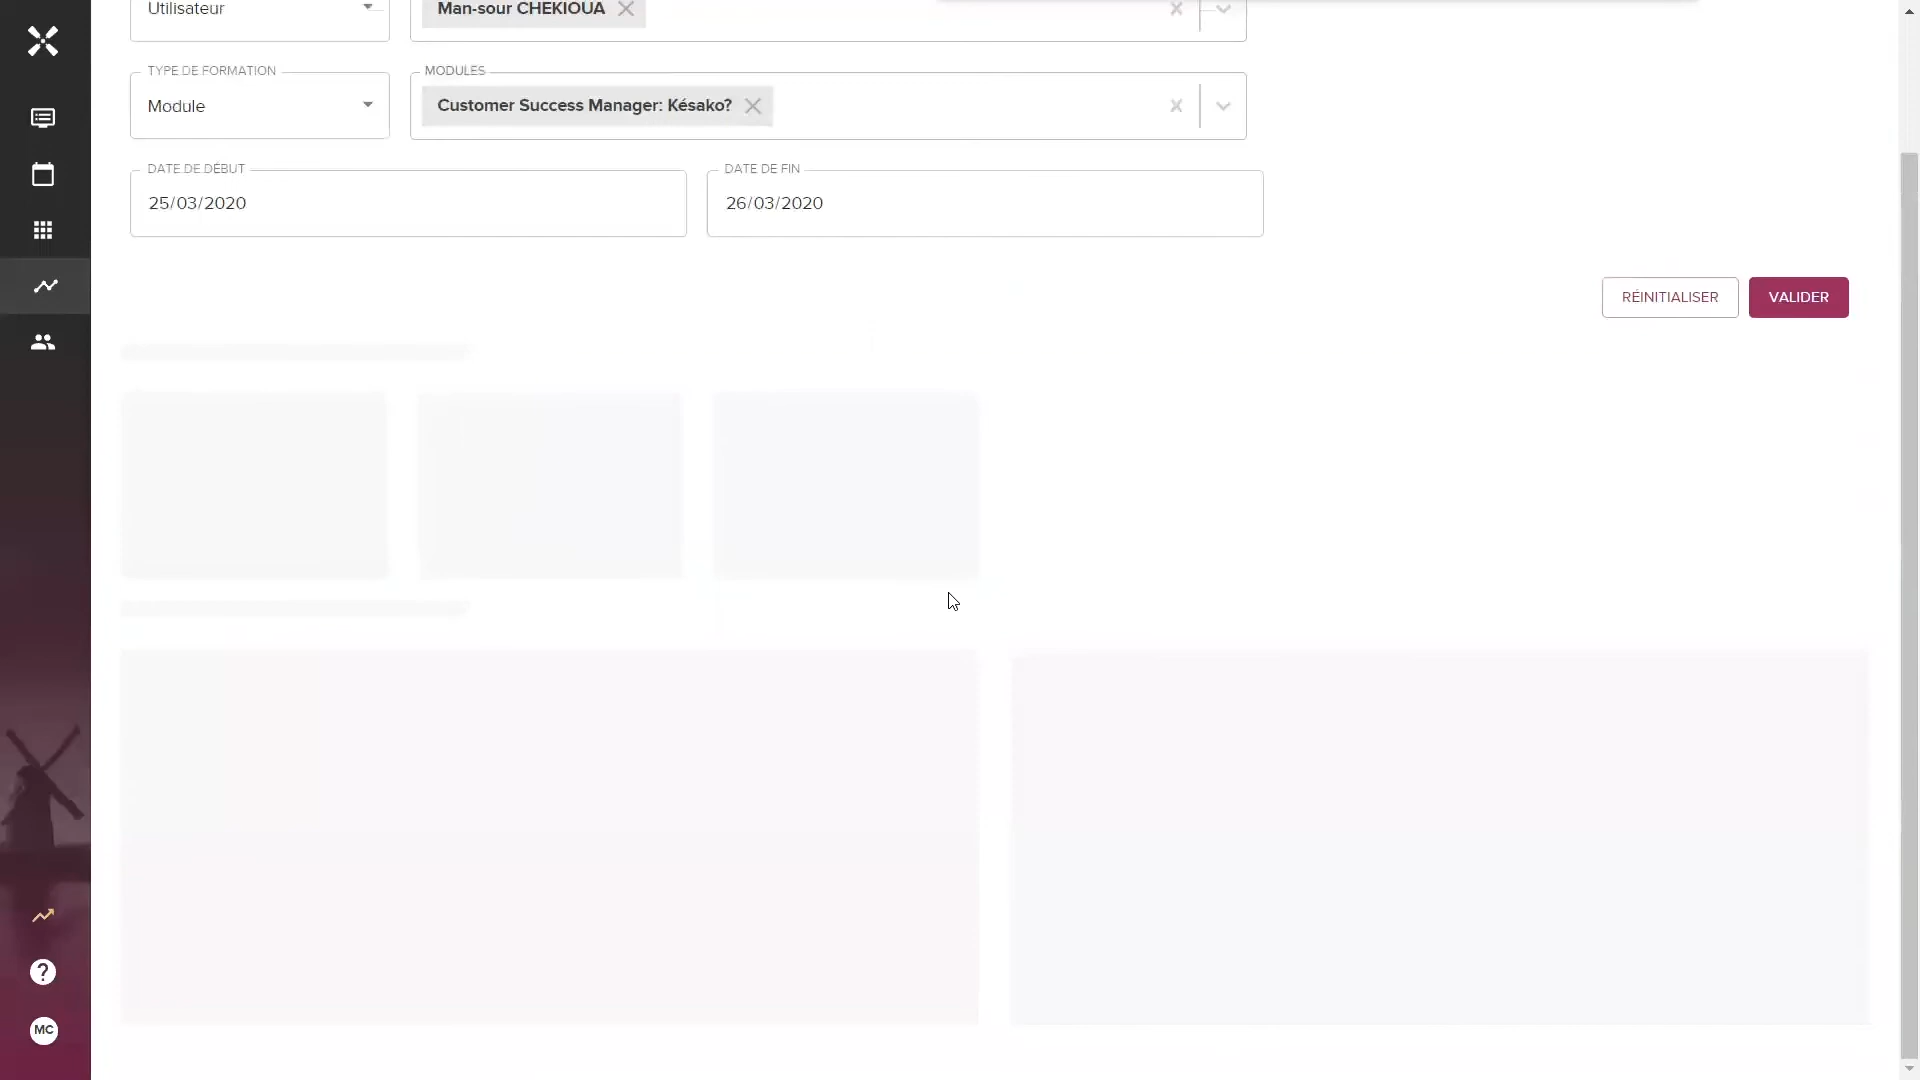 Utilisateur
Man-sour CHEKIOUA
TYPE DE FORMATION
MODULES
Module
Customer Success Manager: Késako?
DATE DE DÉBUT
DATE DE FIN
25/03/2020
26/03/2020
RÉINITIALISER
VALIDER
?
MC